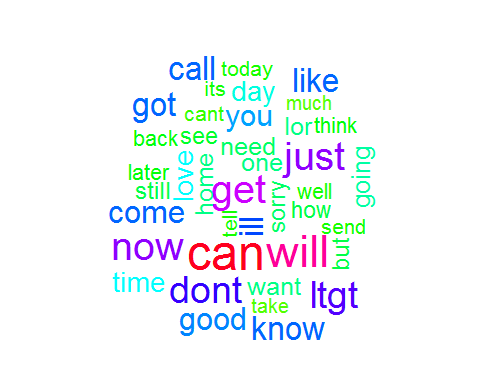 call today
like
its
day
much
got
cant
you
lor
think
back
see
need
just
one
later
love
home
going
still
get
well
sorry
how
come
tell
ill
send
but
now
can
will
time
dont
want
ltgt
take
good
know